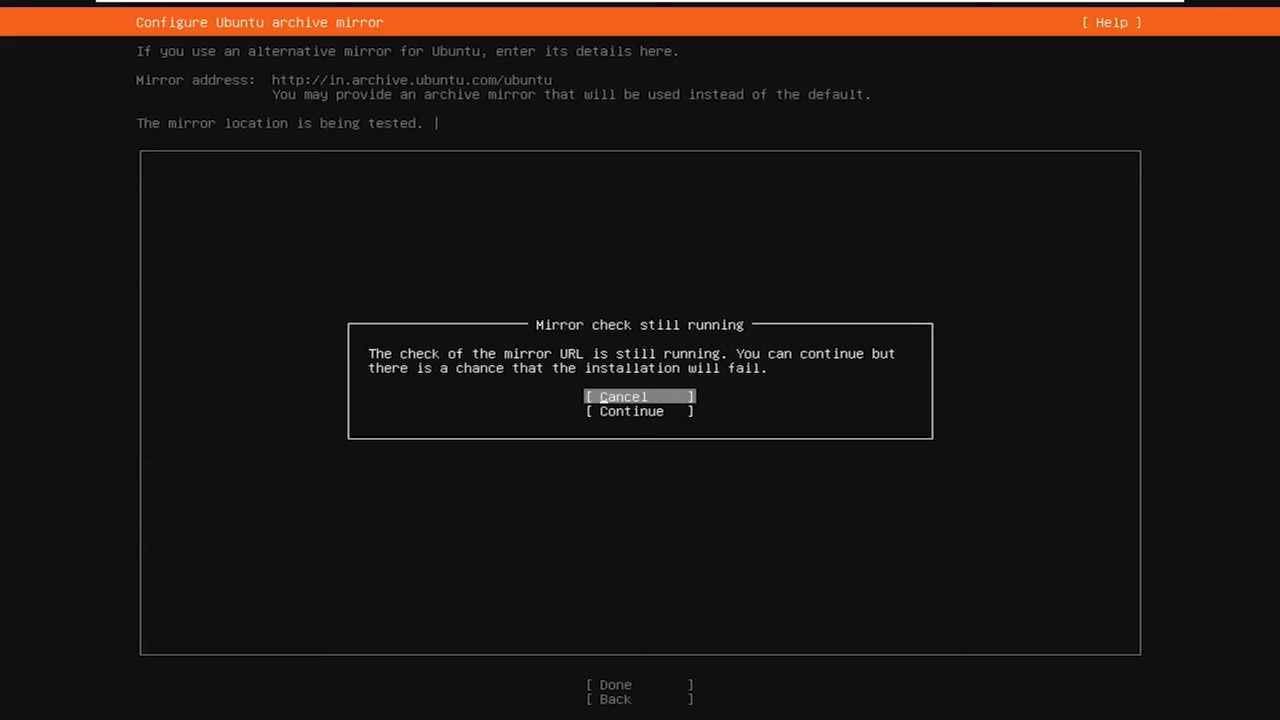 Configure Ubuntu archive mirror [ Help ]
If you use an alternative mirror for Ubuntu, enter its details here.
Mirror address: http://in.archive.ubuntu.com/ubuntu
You may provide an archive mirror that will be used instead of the default.
The mirror location is being tested. |
Mirror check still running
The check of the mirror URL is still running. You can continue but
there is a chance that the installation will fail.
[ Cancel ]
[ Continue ]
[ Done ]
[ Back ]